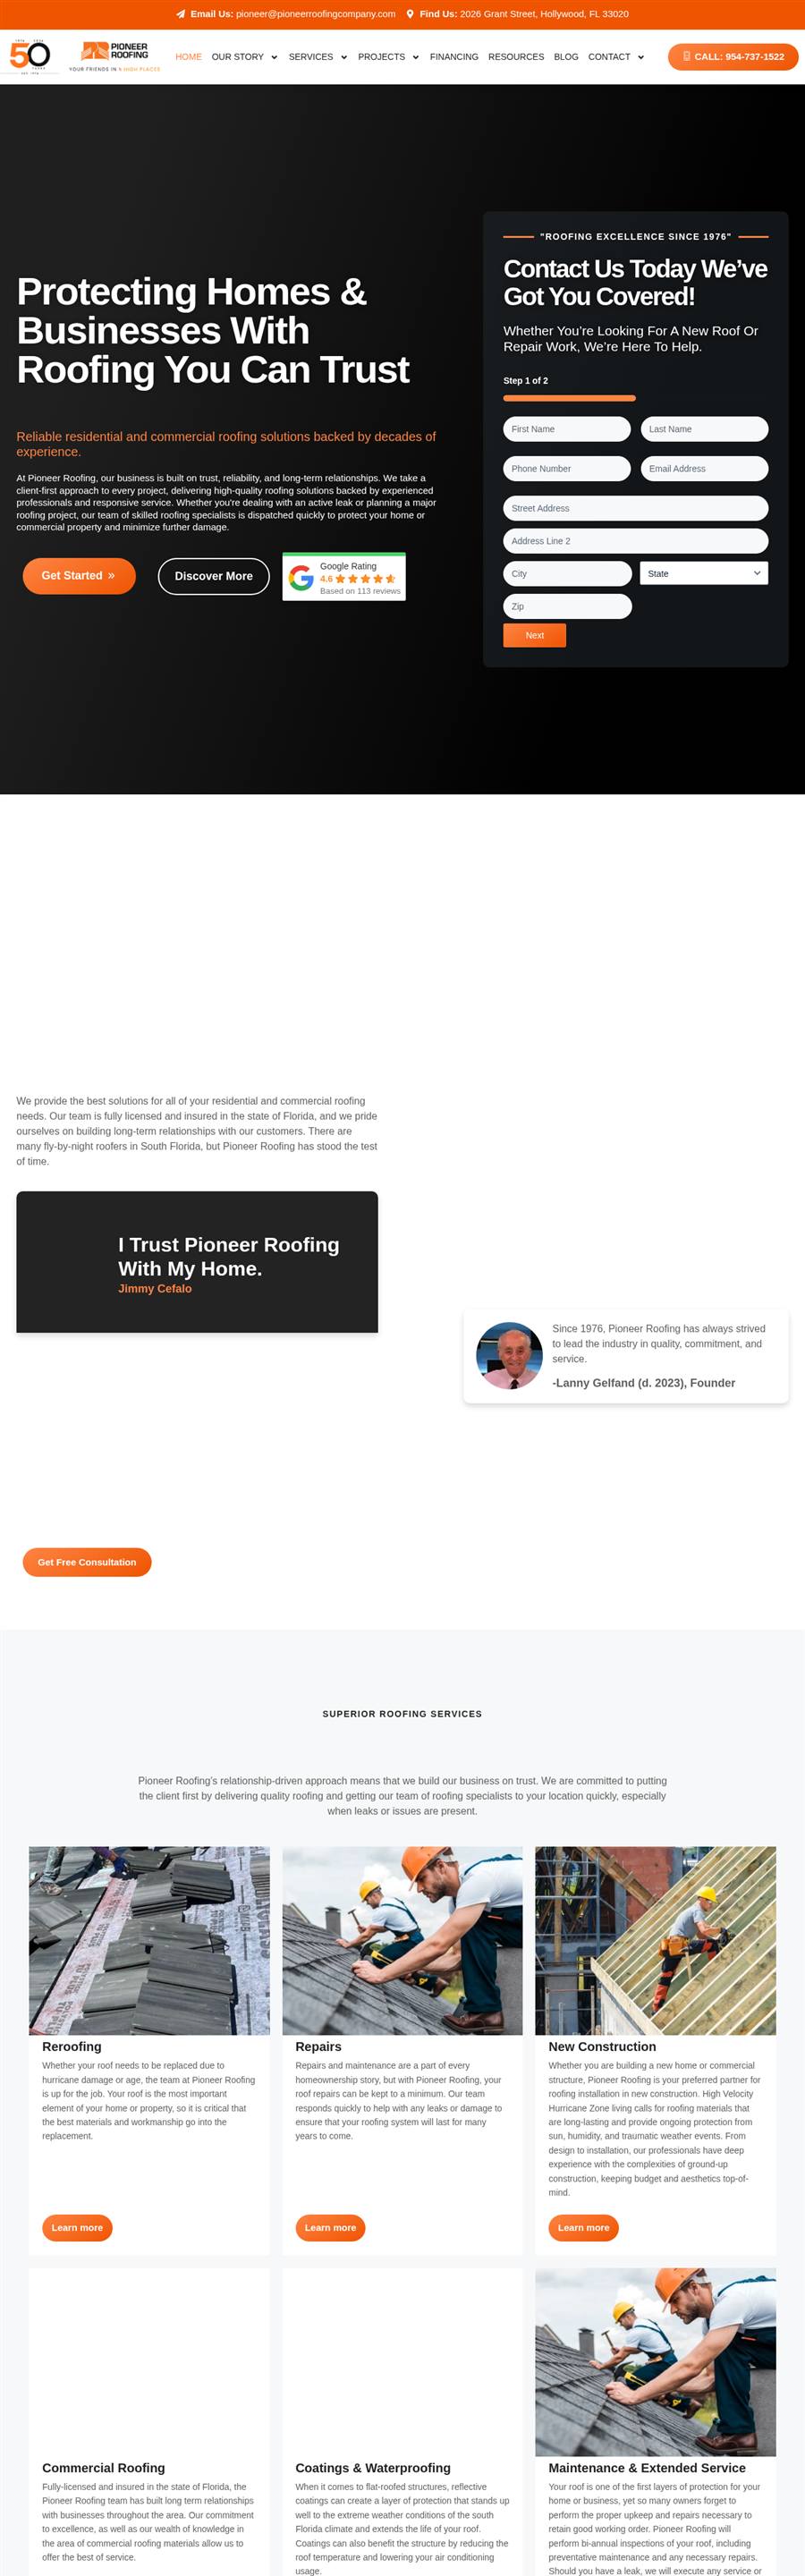 Email Us: pioneer@pioneerroofingcompany.com Find Us: 2026 Grant Street, Hollywood, FL 33020
50
YEARS
PIONEER
ROOFING
YOUR FRIENDS IN HIGH PLACES
HOME OUR STORY SERVICES PROJECTS FINANCING RESOURCES BLOG CONTACT
CALL: 954-737-1522
Protecting Homes &
Businesses With
Roofing You Can Trust
Reliable residential and commercial roofing solutions backed by decades of
experience.
At Pioneer Roofing, our business is built on trust, reliability, and long-term relationships. We take a
client-first approach to every project, delivering high-quality roofing solutions backed by experienced
professionals and responsive service. Whether you're dealing with an active leak or planning a major
roofing project, our team of skilled roofing specialists is dispatched quickly to protect your home or
commercial property and minimize further damage.
Get Started »
Discover More
Google Rating
4.6
Based on 113 reviews
"ROOFING EXCELLENCE SINCE 1976"
Contact Us Today We’ve
Got You Covered!
Whether You’re Looking For A New Roof Or
Repair Work, We’re Here To Help.
Step 1 of 2
First Name Last Name
Phone Number Email Address
Street Address
Address Line 2
City State
Zip
Next
We provide the best solutions for all of your residential and commercial roofing
needs. Our team is fully licensed and insured in the state of Florida, and we pride
ourselves on building long-term relationships with our customers. There are
many fly-by-night roofers in South Florida, but Pioneer Roofing has stood the test
of time.
I Trust Pioneer Roofing
With My Home.
Jimmy Cefalo
Since 1976, Pioneer Roofing has always strived
to lead the industry in quality, commitment, and
service.
-Lanny Gelfand (d. 2023), Founder
Get Free Consultation
SUPERIOR ROOFING SERVICES
Pioneer Roofing's relationship-driven approach means that we build our business on trust. We are committed to putting
the client first by delivering quality roofing and getting our team of roofing specialists to your location quickly, especially
when leaks or issues are present.
Reroofing
Whether your roof needs to be replaced due to
hurricane damage or age, the team at Pioneer Roofing
is up for the job. Your roof is the most important
element of your home or property, so it is critical that
the best materials and workmanship go into the
replacement.
Learn more
Repairs
Repairs and maintenance are a part of every
homeownership story, but with Pioneer Roofing, your
roof repairs can be kept to a minimum. Our team
responds quickly to help with any leaks or damage to
ensure that your roofing system will last for many
years to come.
Learn more
New Construction
Whether you are building a new home or commercial
structure, Pioneer Roofing is your preferred partner for
roofing installation in new construction. High Velocity
Hurricane Zone living calls for roofing materials that
are long-lasting and provide ongoing protection from
sun, humidity, and traumatic weather events. From
design to installation, our professionals have deep
experience with the complexities of ground-up
construction, keeping budget and aesthetics top-of-
mind.
Learn more
Commercial Roofing
Fully-licensed and insured in the state of Florida, the
Pioneer Roofing team has built long term relationships
with businesses throughout the area. Our commitment
to excellence, as well as our wealth of knowledge in
the area of commercial roofing materials allow us to
offer the best of service.
Coatings & Waterproofing
When it comes to flat-roofed structures, reflective
coatings can create a layer of protection that stands up
well to the extreme weather conditions of the south
Florida climate and extends the life of your roof.
Coatings can also benefit the structure by reducing the
roof temperature and lowering your air conditioning
usage.
Maintenance & Extended Service
Your roof is one of the first layers of protection for your
home or business, yet so many owners forget to
perform the proper upkeep and repairs necessary to
retain good working order. Pioneer Roofing will
perform bi-annual inspections of your roof, including
preventative maintenance and any necessary repairs.
Should you have a leak, we will execute any service or